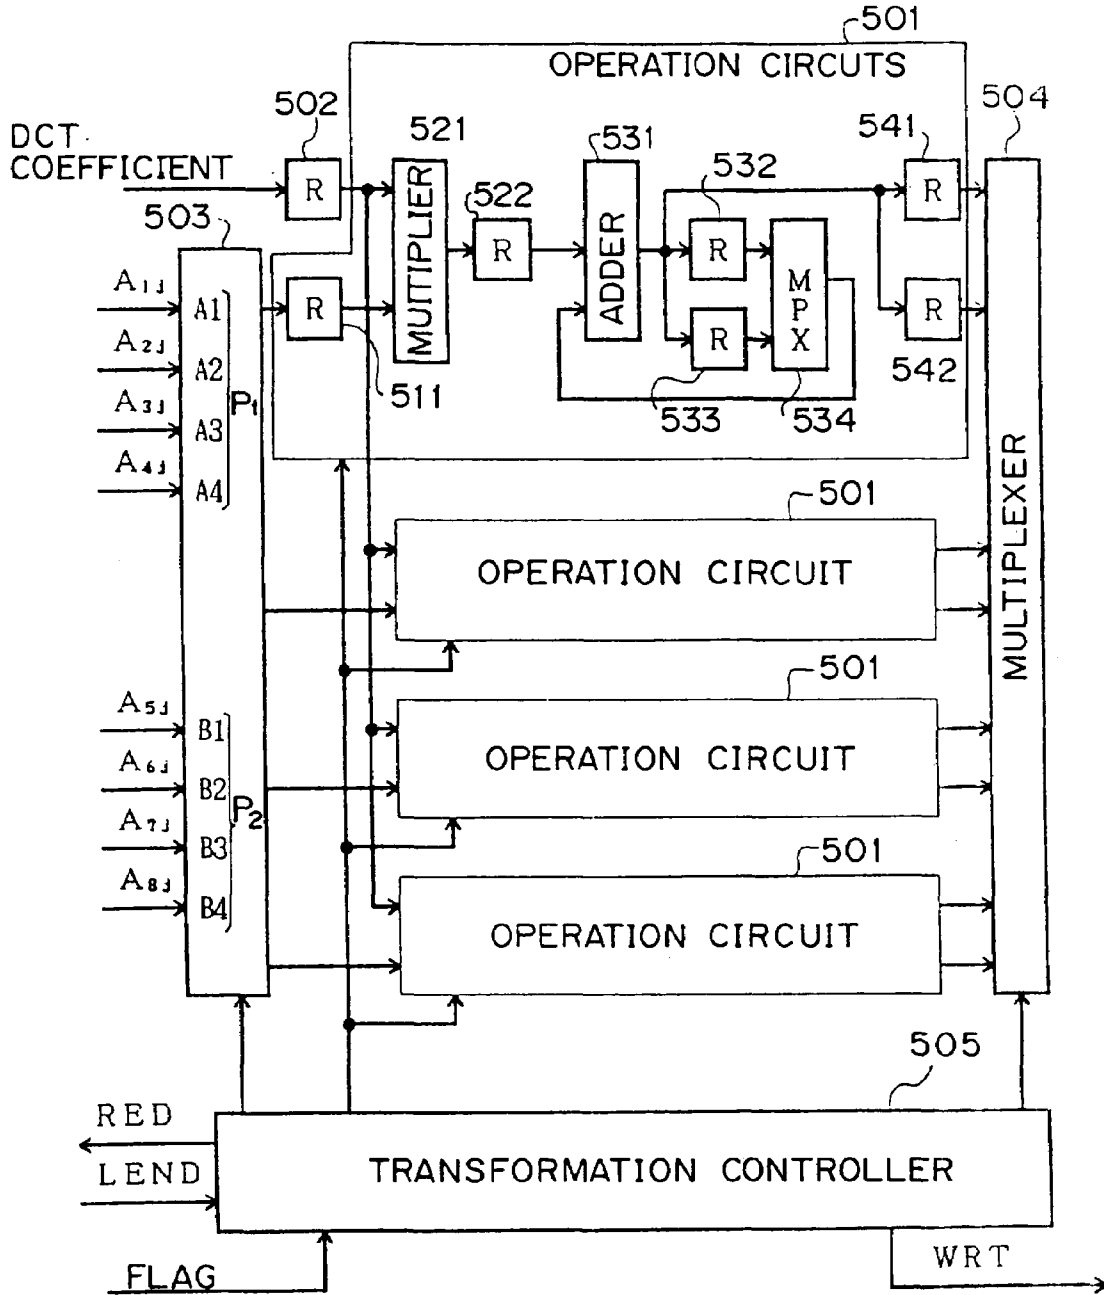 501
OPERATION CIRCUTS
502
521
531
532
541
504
DCT
COEFFICIENT
R
MULTIPLIER
522
R
ADDER
R
R
503
A1j
A1
R
511
A2j
A2
P1
A3j
A3
A4j
A4
MPX
R
533
534
R
542
MULTIPLEXER
501
OPERATION CIRCUIT
501
OPERATION CIRCUIT
A5j
B1
A6j
B2
P2
A7j
B3
A8j
B4
501
OPERATION CIRCUIT
505
RED
LEND
TRANSFORMATION CONTROLLER
FLAG
WRT